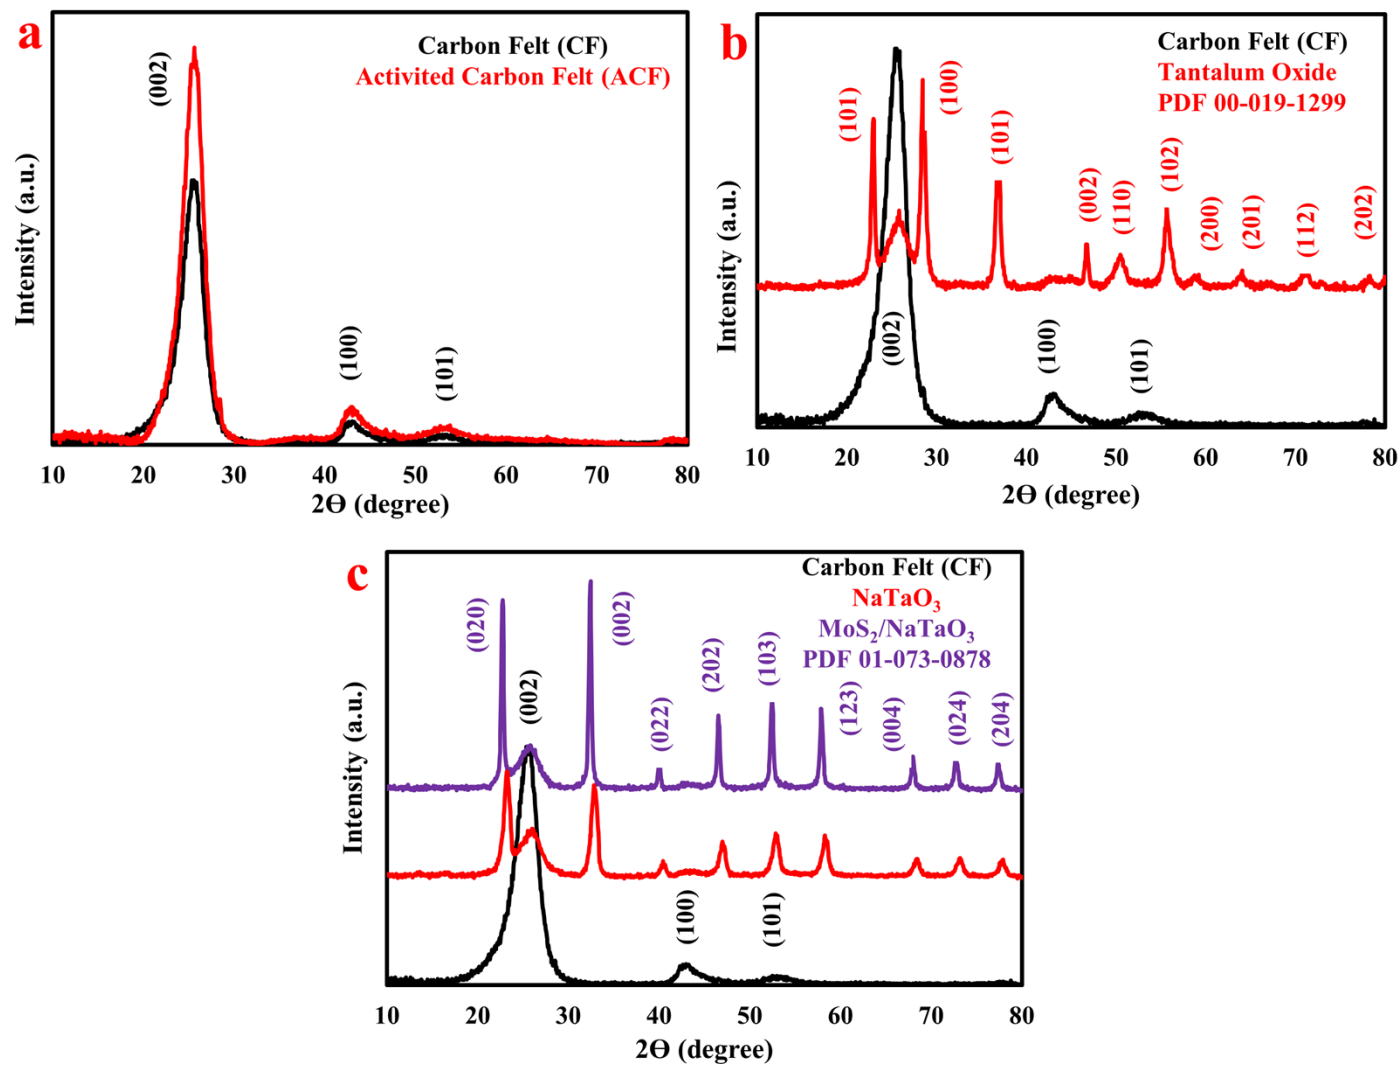 a
Carbon Felt (CF)
Activited Carbon Felt (ACF)
(002)
(100)
(101)
Intensity (a.u.)
10 20 30 40 50 60 70 80
2Ɵ (degree)
b
Carbon Felt (CF)
Tantalum Oxide
PDF 00-019-1299
(101)
(100)
(101)
(002)
(110)
(102)
(200)
(201)
(112)
(202)
(002)
(100)
(101)
Intensity (a.u.)
10 20 30 40 50 60 70 80
2Ɵ (degree)
c
Carbon Felt (CF)
NaTaO3
MoS2/NaTaO3
PDF 01-073-0878
(020)
(002)
(002)
(022)
(202)
(103)
(123)
(004)
(024)
(204)
(100)
(101)
Intensity (a.u.)
10 20 30 40 50 60 70 80
2Ɵ (degree)